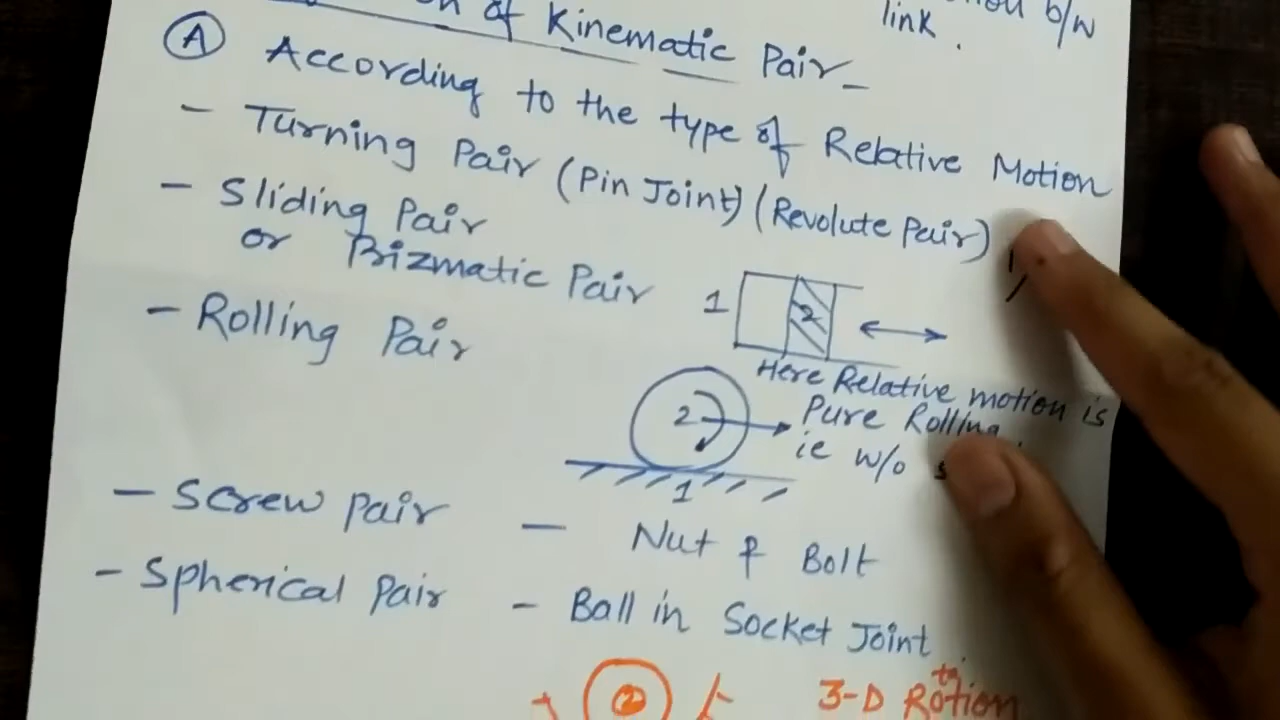 of Kinematic Pair
b/w
link.
A According to the type of Relative Motion
- Turning Pair (Pin Joint) (Revolute Pair)
- Sliding Pair
or Prizmatic Pair
1 2
- Rolling Pair
Here Relative motion is
Pure Rolling
ie w/o
2
1
- Screw pair - Nut & Bolt
- Spherical Pair - Ball in Socket Joint
2
3-D Rotation